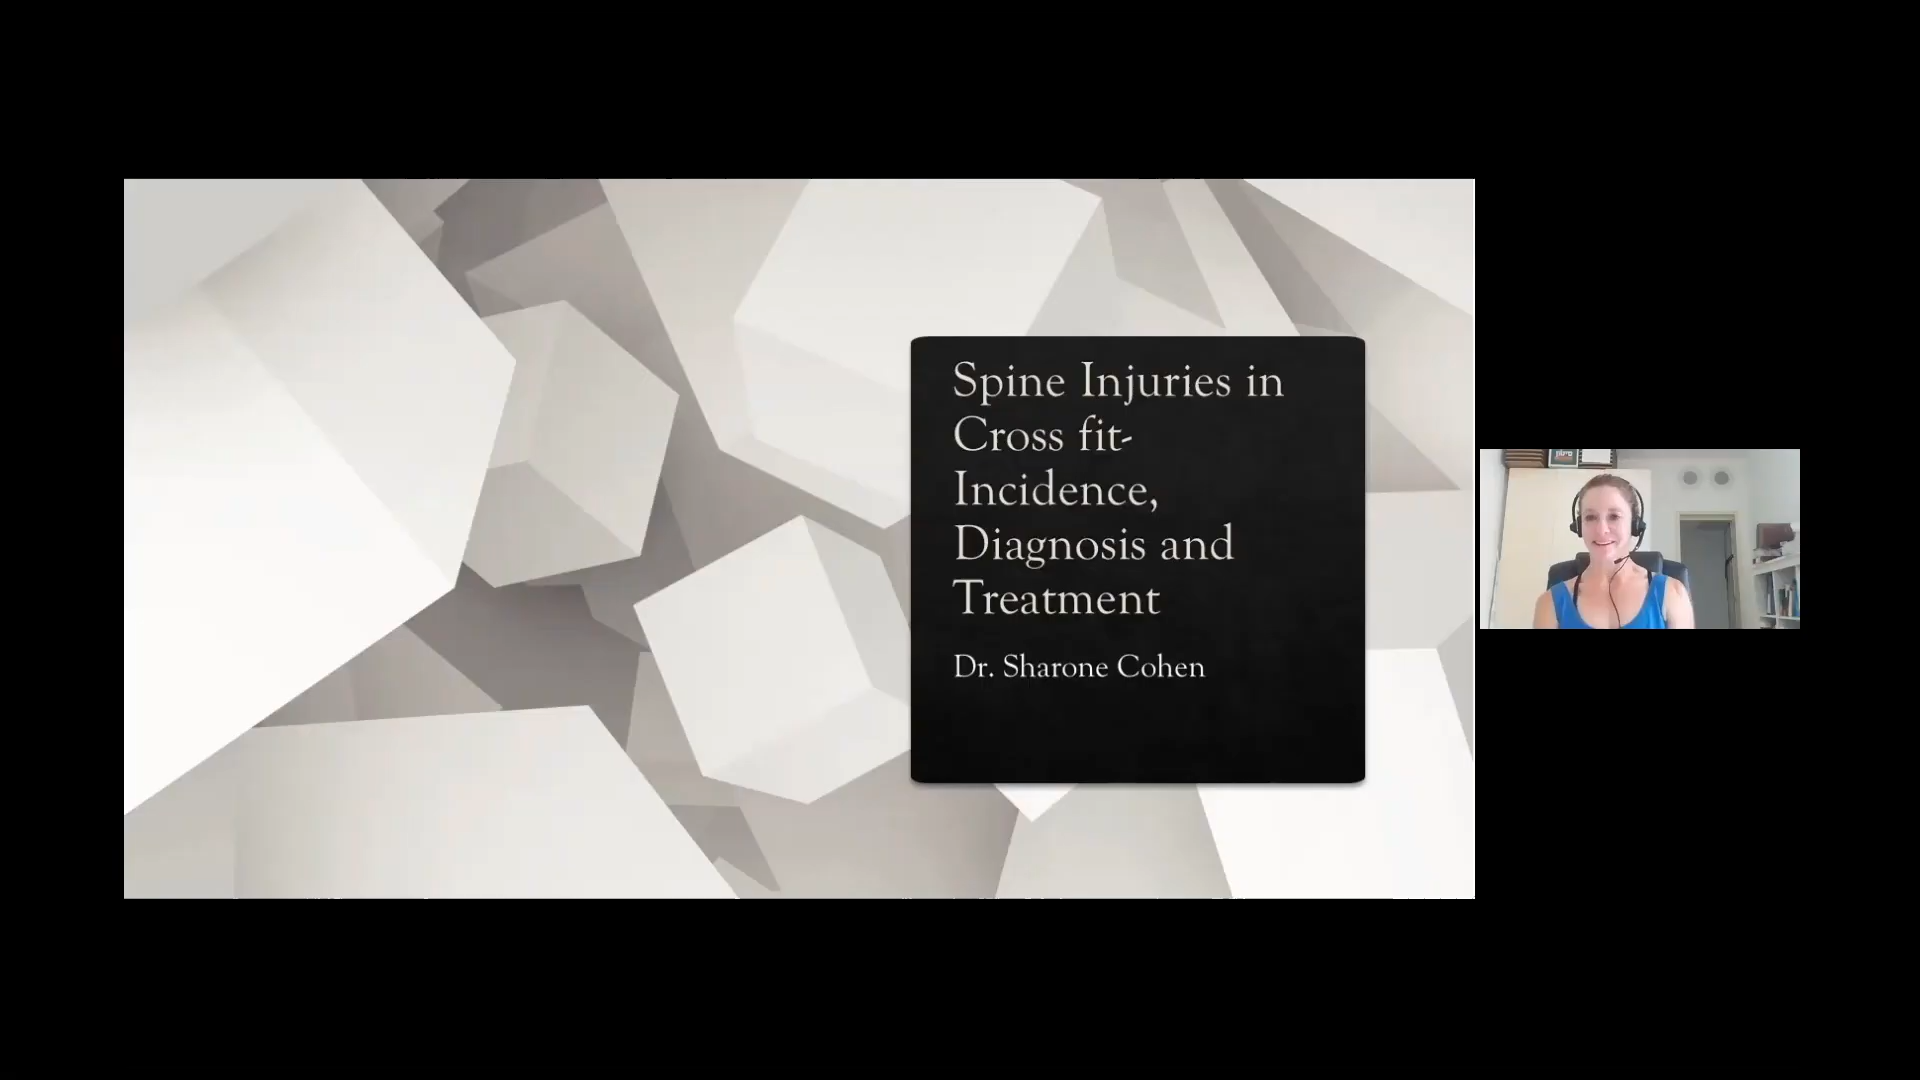 Spine Injuries in
Cross fit-
Incidence,
Diagnosis and
Treatment
Dr. Sharone Cohen